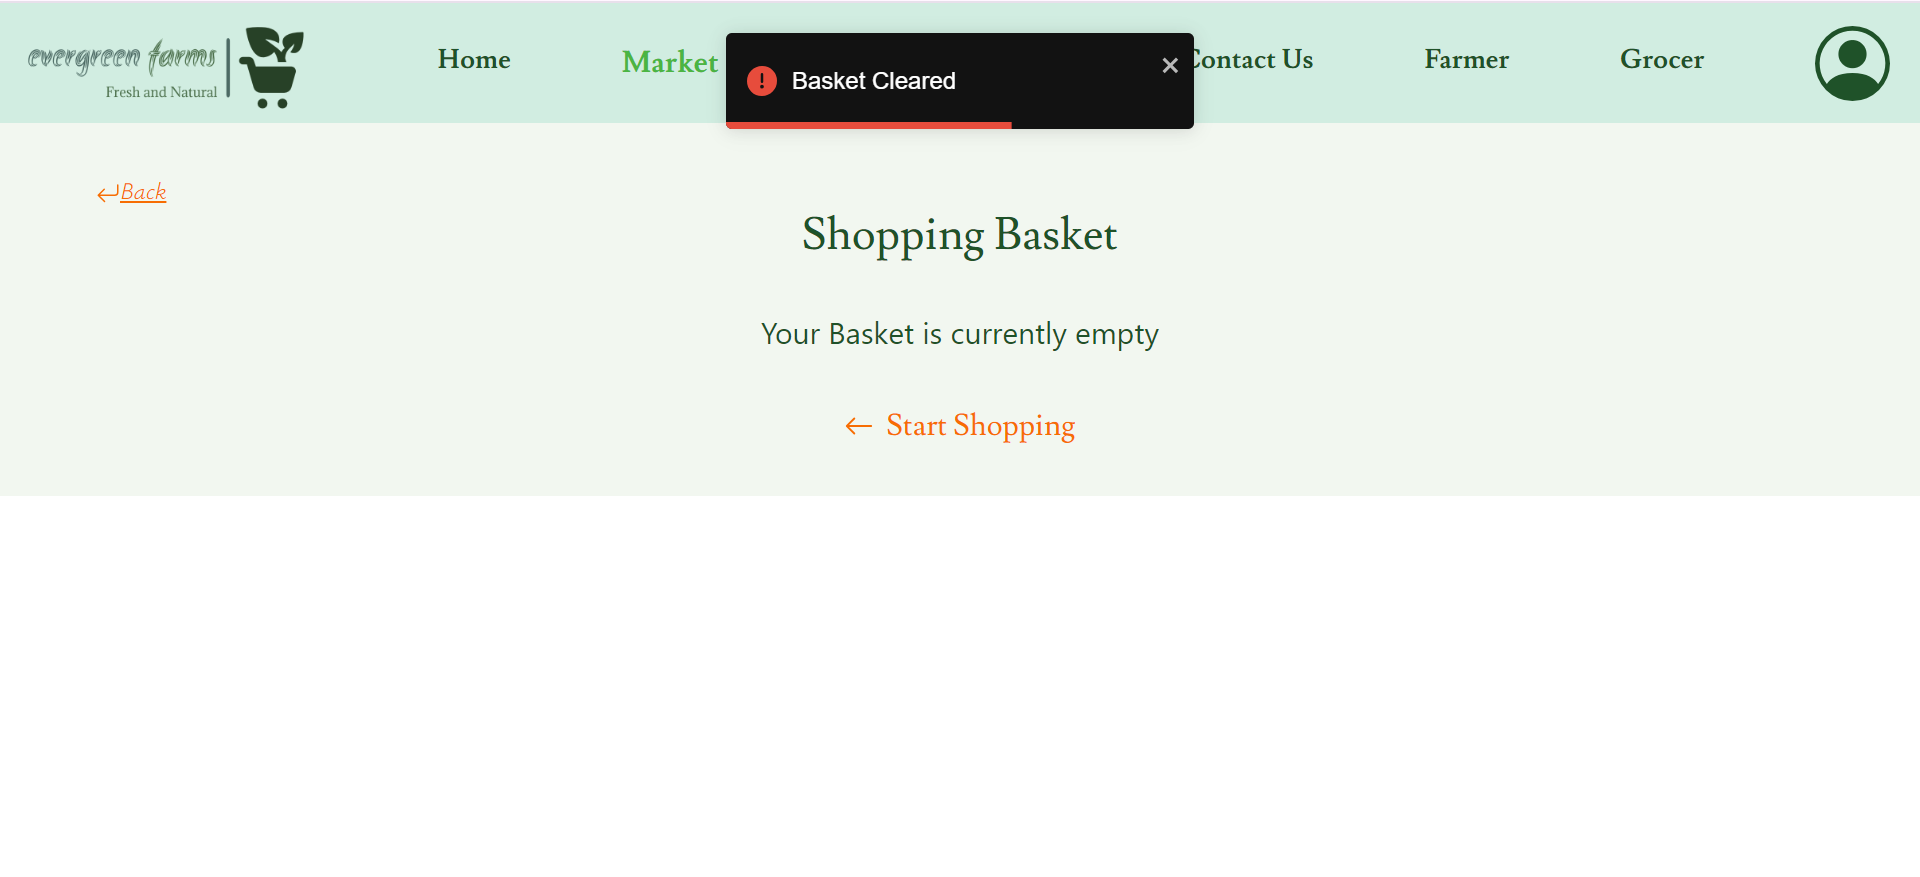 evergreen farms
Fresh and Natural
Home
Market
Basket Cleared
Contact Us
Farmer
Grocer
Back
Shopping Basket
Your Basket is currently empty
Start Shopping